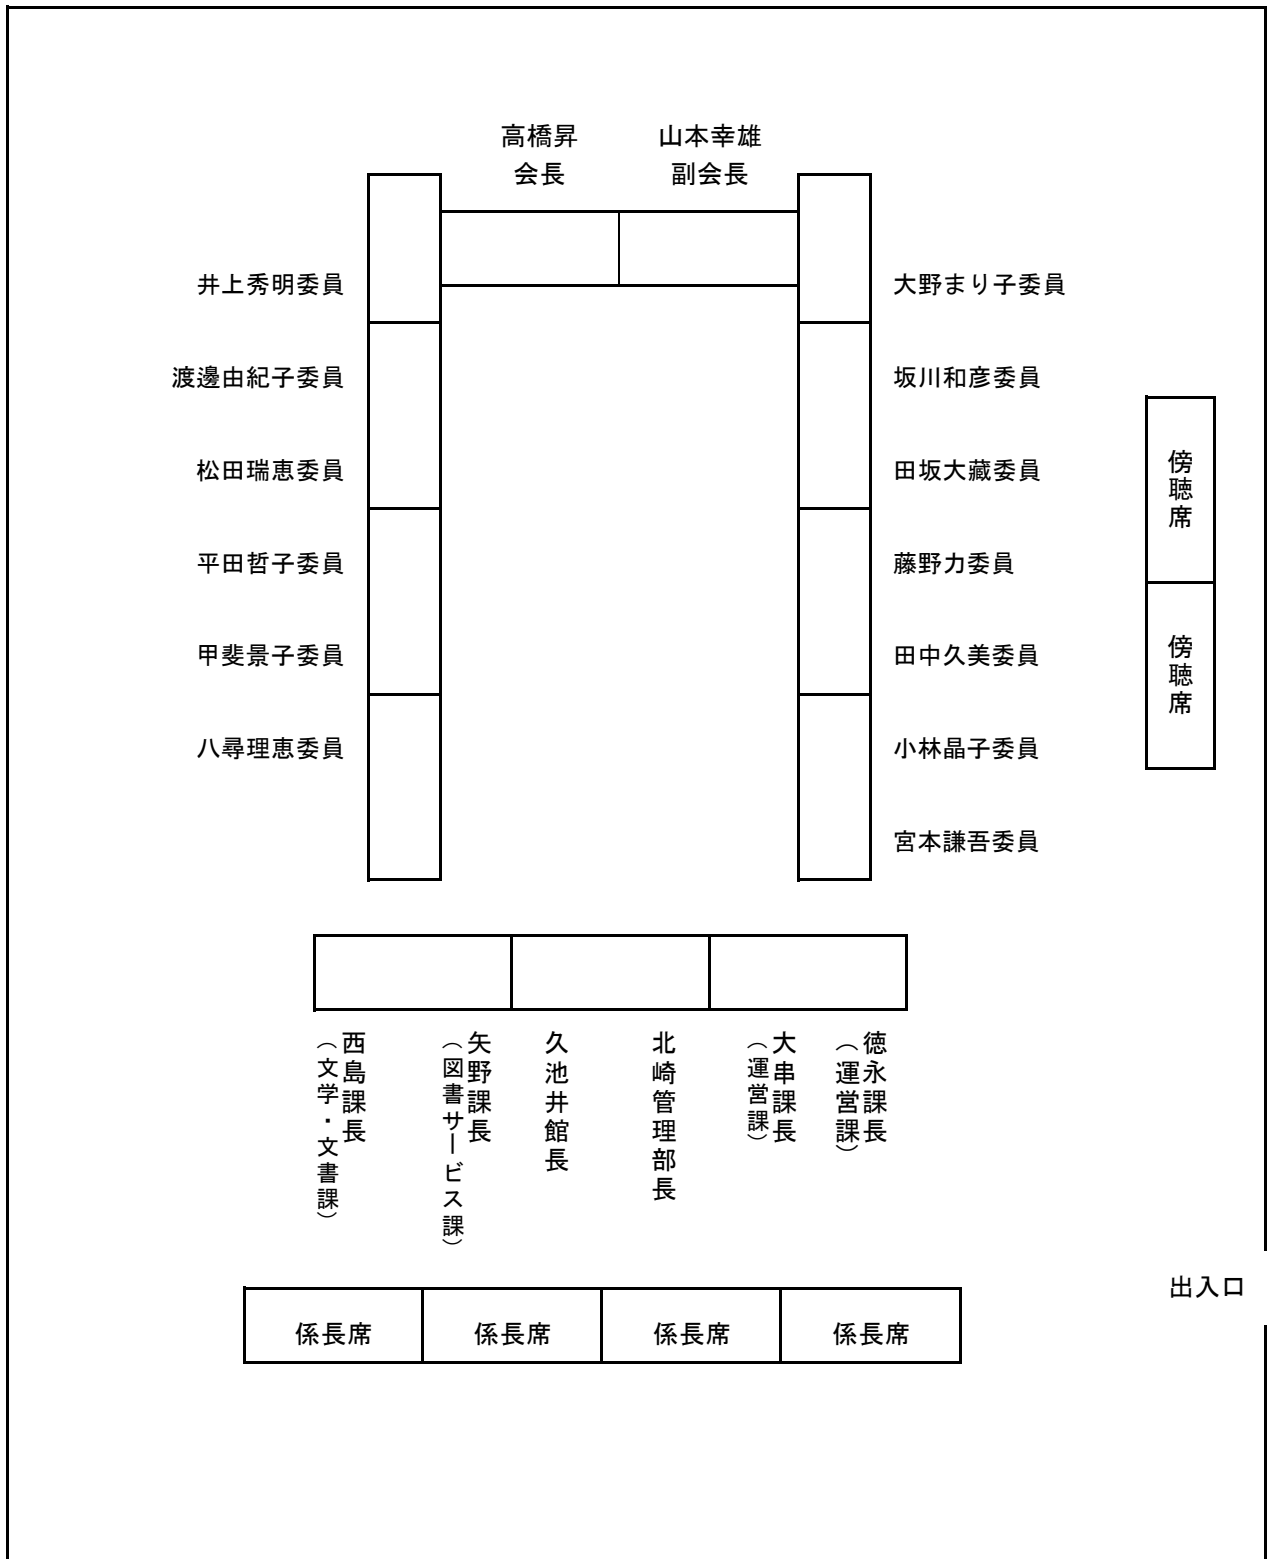 高橋昇
会長
山本幸雄
副会長
井上秀明委員
大野まり子委員
渡邊由紀子委員
坂川和彦委員
松田瑞恵委員
田坂大藏委員
平田哲子委員
藤野力委員
甲斐景子委員
田中久美委員
八尋理恵委員
小林晶子委員
宮本謙吾委員
傍聴席
傍聴席
西島課長
（文学・文書課）
矢野課長
（図書サービス課）
久池井館長
北崎管理部長
大串課長
（運営課）
徳永課長
（運営課）
出入口
係長席
係長席
係長席
係長席